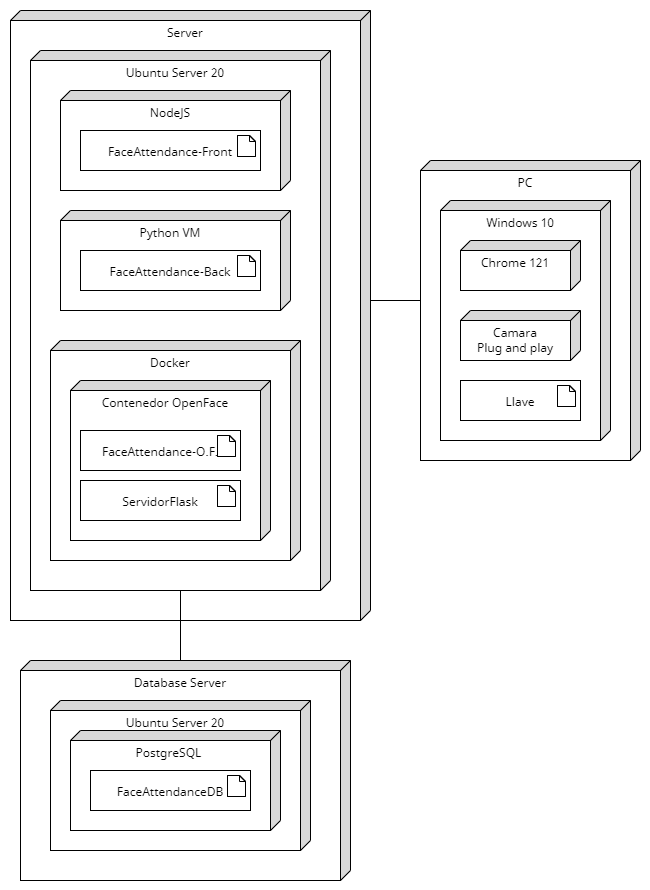 Server
Ubuntu Server 20
NodeJS
FaceAttendance-Front
Python VM
FaceAttendance-Back
Docker
Contenedor OpenFace
FaceAttendance-O.F.
ServidorFlask
PC
Windows 10
Chrome 121
Camara
Plug and play
Llave
Database Server
Ubuntu Server 20
PostgreSQL
FaceAttendanceDB